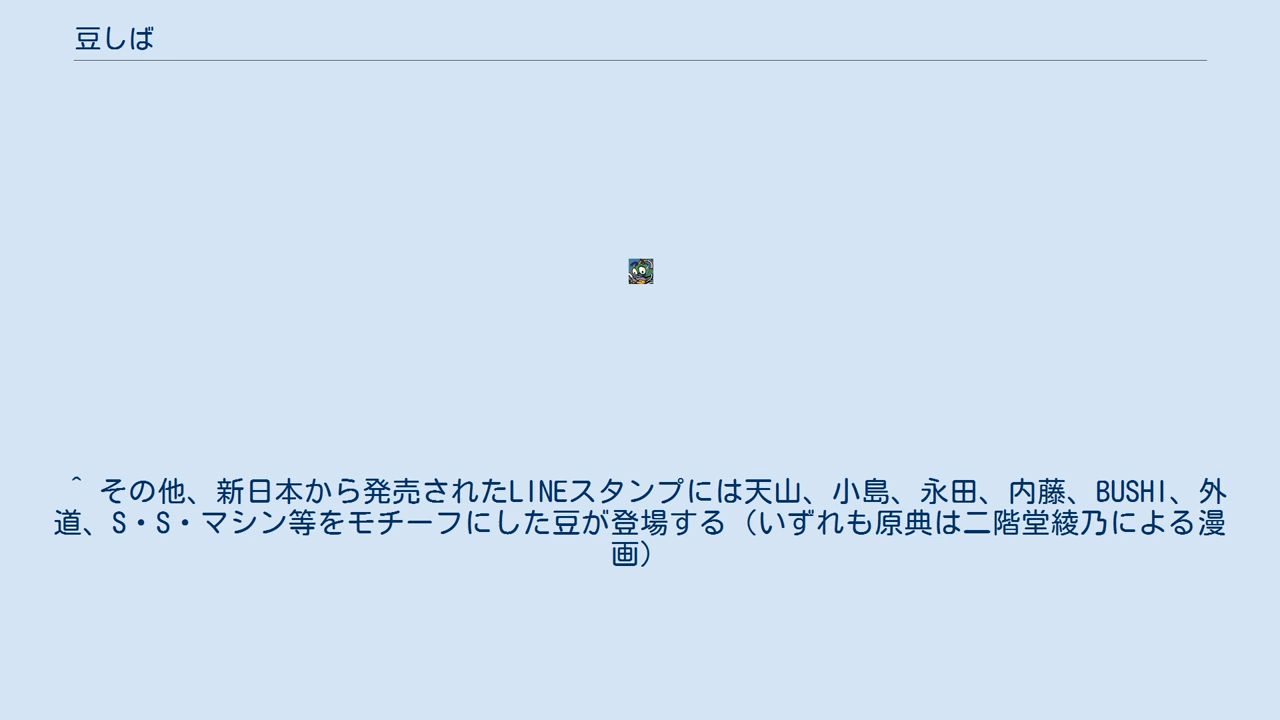 豆しば
^ その他、新日本から発売されたLINEスタンプには天山、小島、永田、内藤、BUSHI、外
道、S・S・マシン等をモチーフにした豆が登場する（いずれも原典は二階堂綾乃による漫
画）